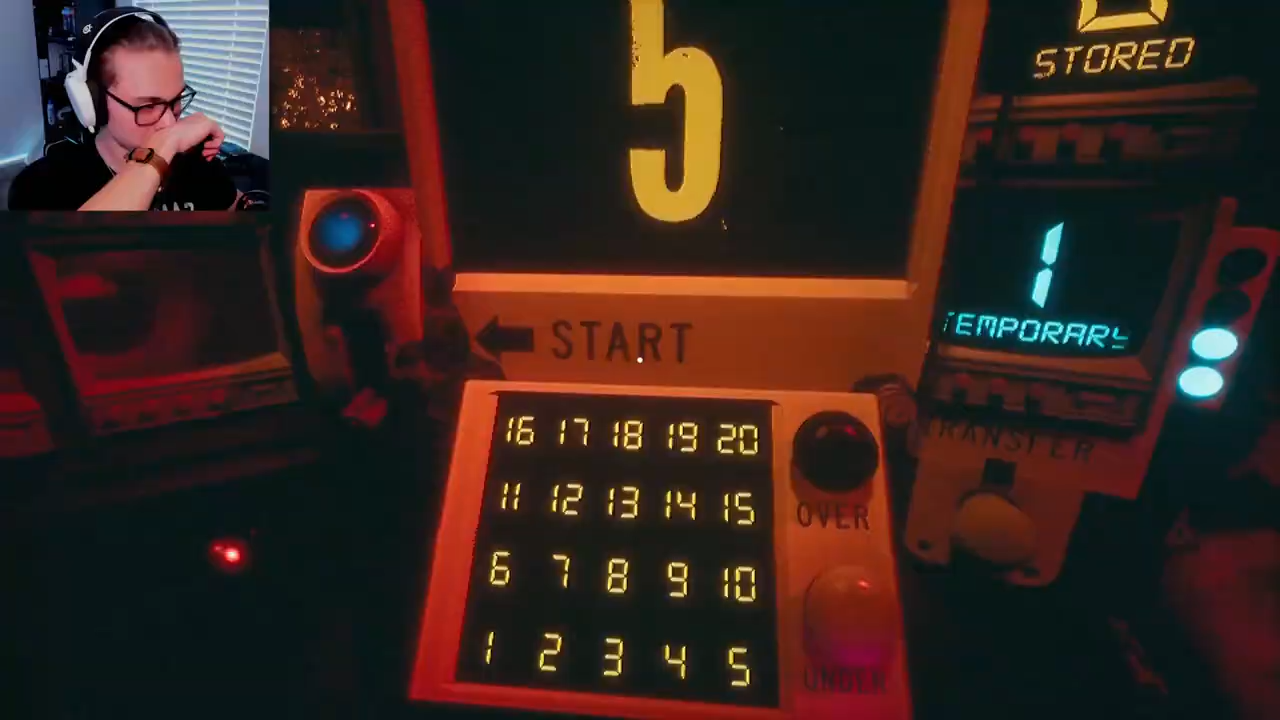 5
STORED
1
TEMPORARY
START
TRANSFER
16 17 18 19 20
11 12 13 14 15
6 7 8 9 10
1 2 3 4 5
OVER
UNDER